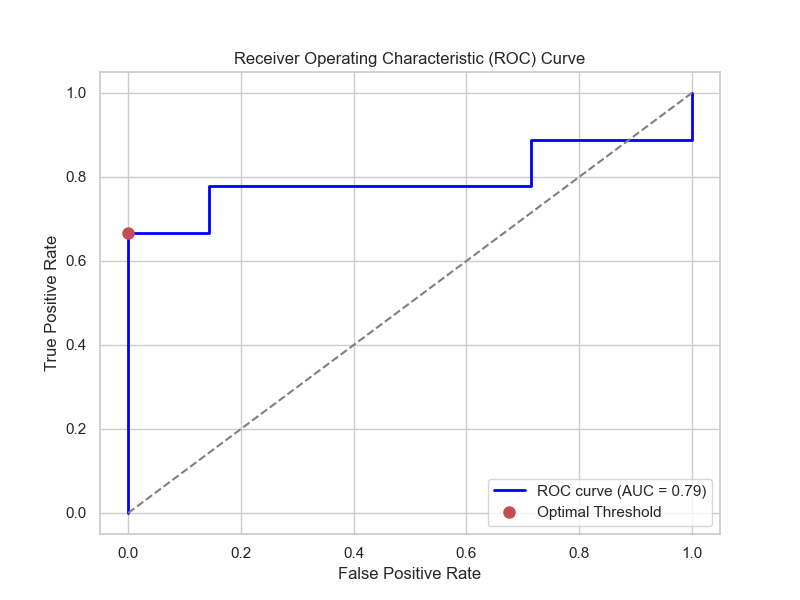 Receiver Operating Characteristic (ROC) Curve
True Positive Rate
1.0
0.8
0.6
0.4
0.2
0.0
0.0 0.2 0.4 0.6 0.8 1.0
False Positive Rate
ROC curve (AUC = 0.79)
Optimal Threshold